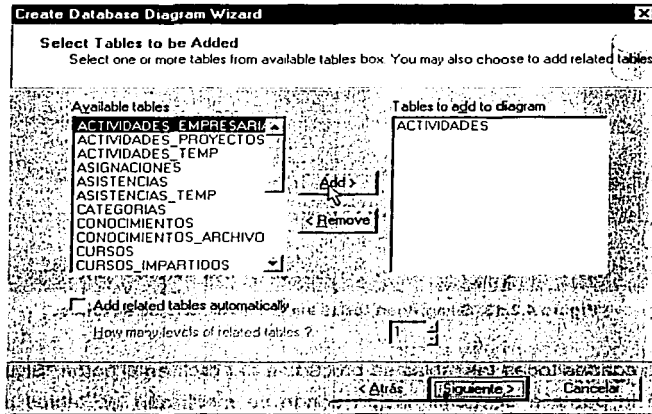 Create Database Diagram Wizard
Select Tables to be Added
Select one or more tables from available tables box. You may also choose to add related tables
Available tables
Tables to add to diagram
ACTIVIDADES_EMPRESARIA
ACTIVIDADES_PROYECTOS
ACTIVIDADES_TEMP
ASIGNACIONES
ASISTENCIAS
ASISTENCIAS_TEMP
CATEGORIAS
CONOCIMIENTOS
CONOCIMIENTOS_ARCHIVO
CURSOS
CURSOS_IMPARTIDOS
ACTIVIDADES
Add >
< Remove
Add related tables automatically
How many levels of related tables ?
1
< Atrás
Siguiente >
Cancelar